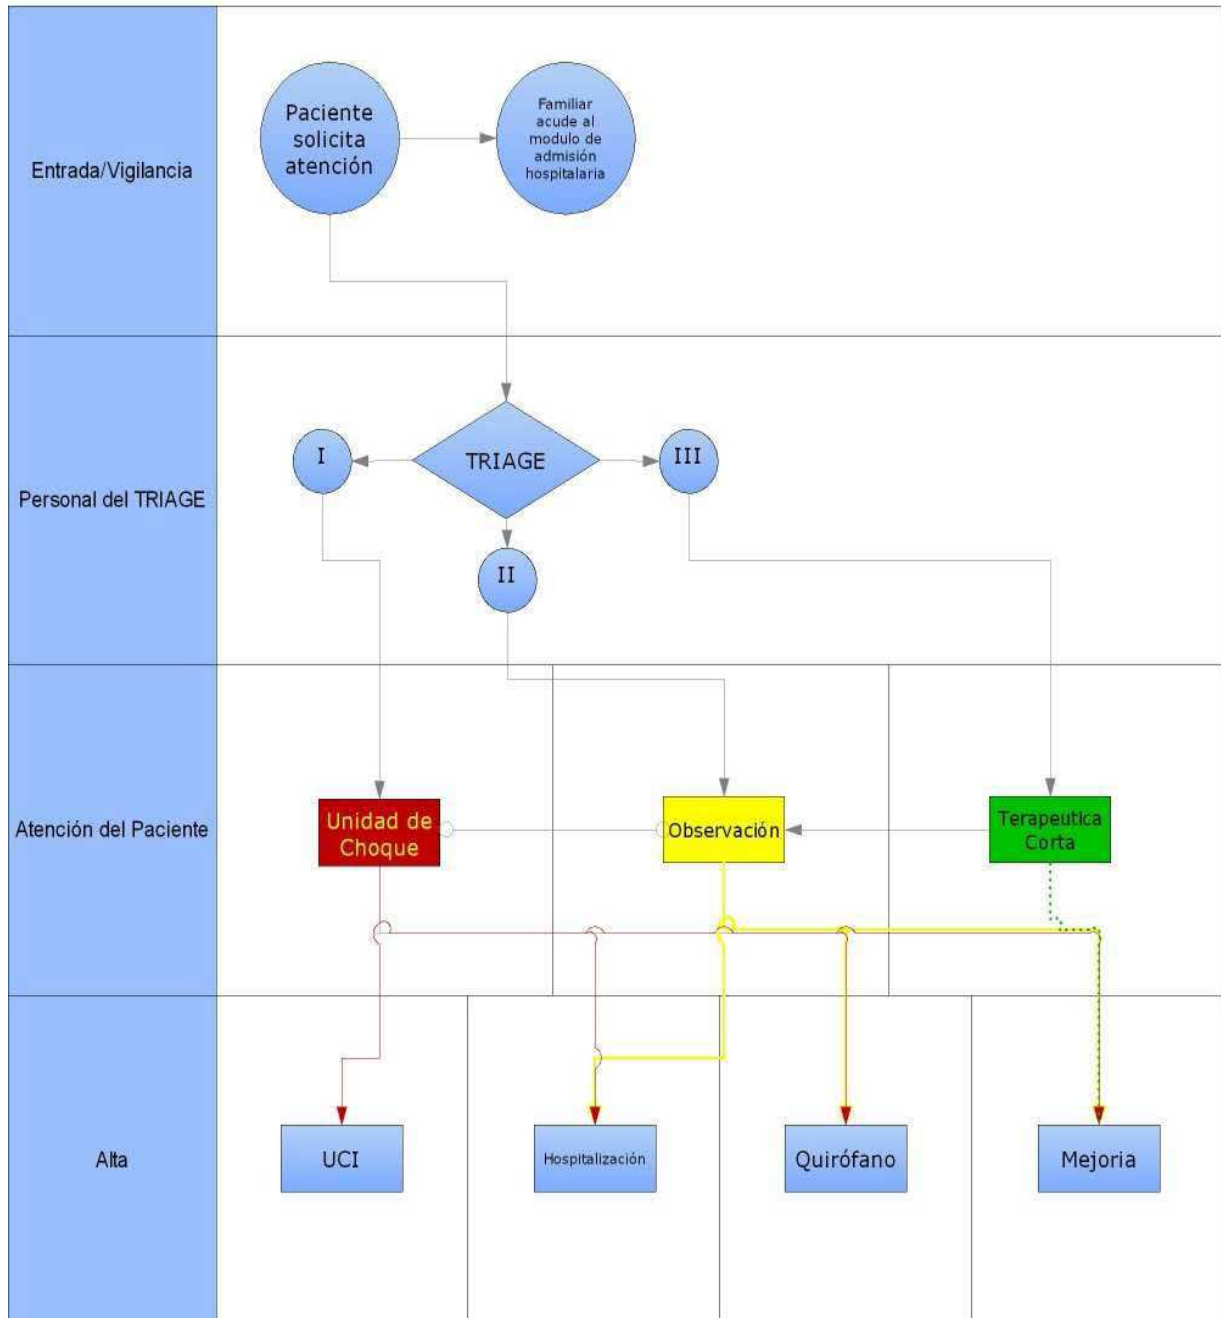 Entrada/Vigilancia
Paciente
solicita
atención
Familiar
acude al
modulo de
admisión
hospitalaria
Personal del TRIAGE
I
TRIAGE
III
II
Atención del Paciente
Unidad de
Choque
Observación
Terapeutica
Corta
Alta
UCI
Hospitalización
Quirófano
Mejoria